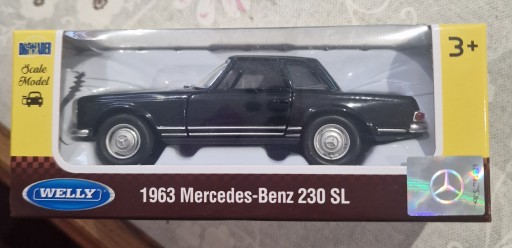 3+
Scale
Model
WELLY
1963 Mercedes-Benz 230 SL